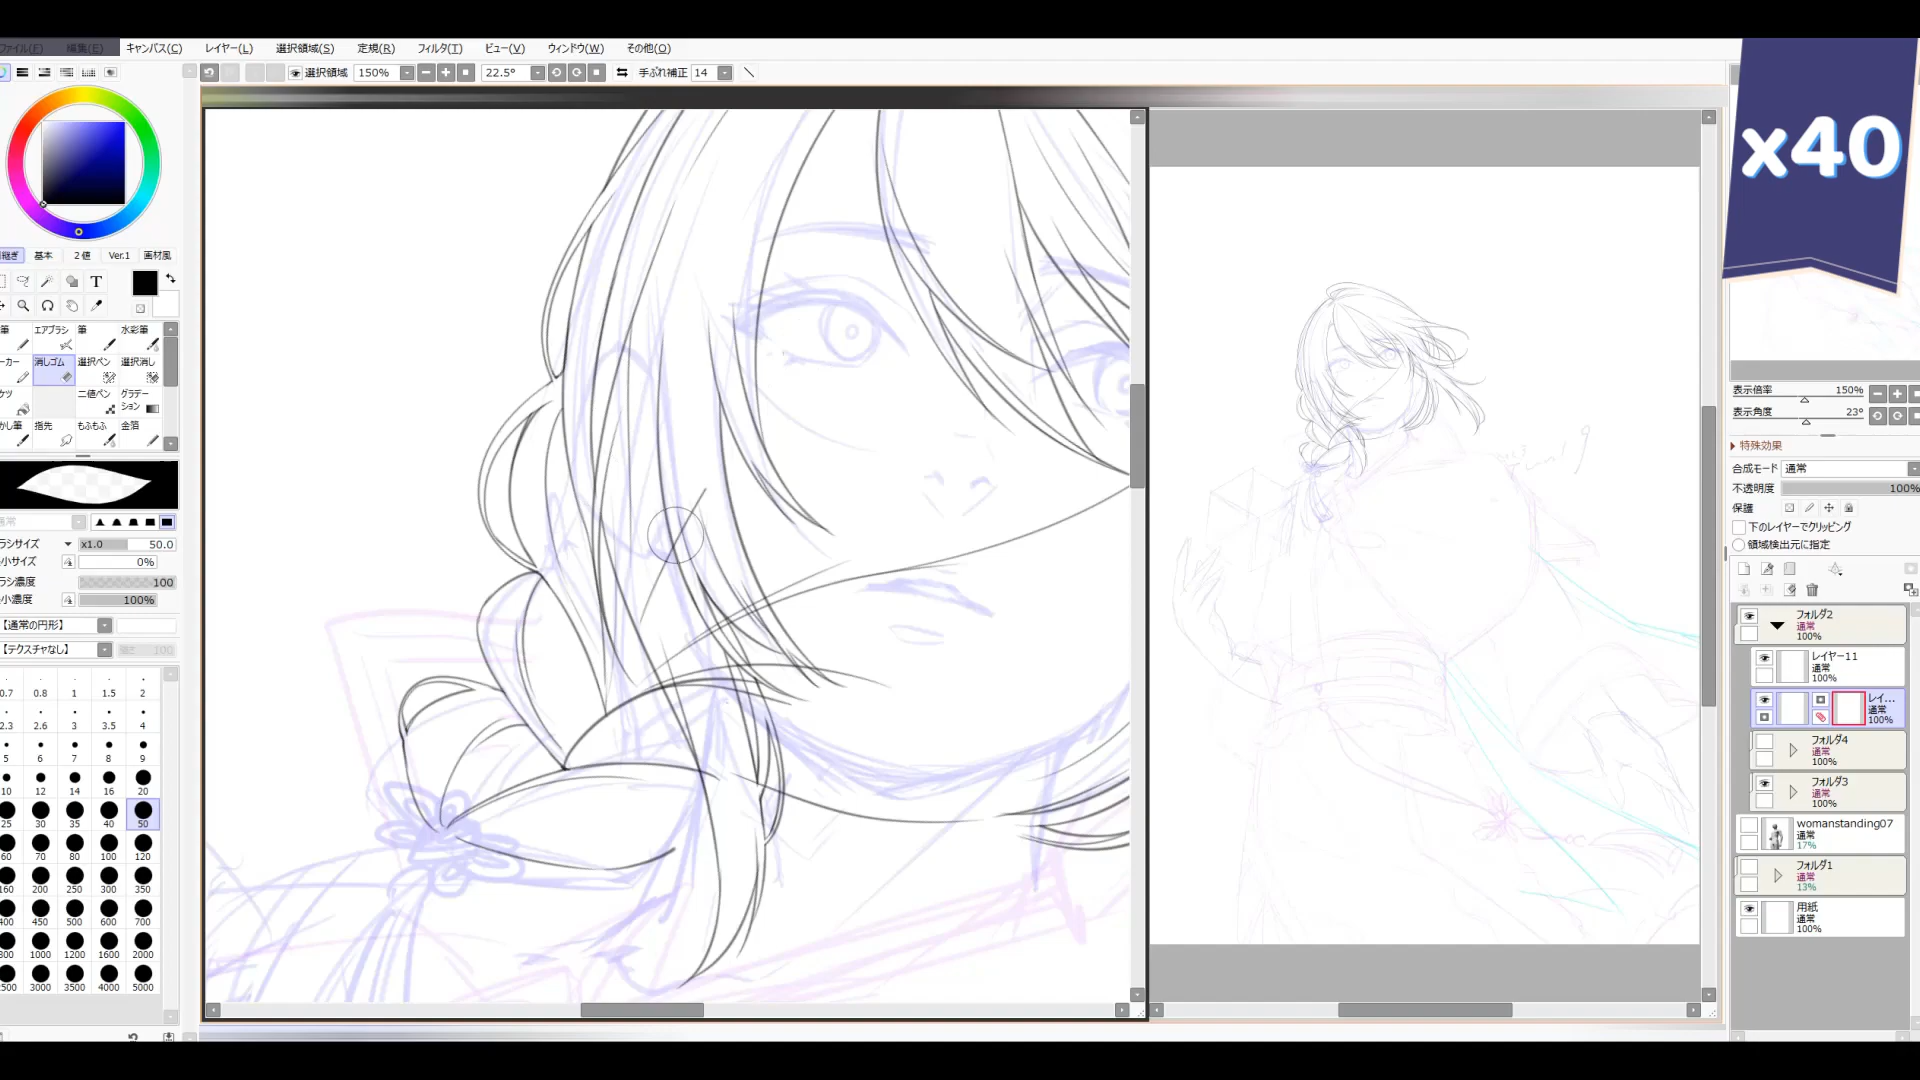 ファイル(F) 編集(E) キャンバス(C) レイヤー(L) 選択領域(S) 定規(R) フィルタ(T) ビュー(V) ウィンドウ(W) その他(O)
選択領域 150% 22.5° 手ぶれ補正 14
x40
基本 2値 Ver.1 画材風
T
筆 エアブラシ 筆 水彩筆
ーカー 消しゴム 選択ペン 選択消し
ケツ 二値ペン グラデーション
かし筆 指先 もふもふ 金箔
通常
ラシサイズ x1.0 50.0
小サイズ 0%
ラシ濃度 100
小濃度 100%
【通常の円形】
【テクスチャなし】 強さ 100
0.7 0.8 1 1.5 2
2.3 2.6 3 3.5 4
5 6 7 8 9
10 12 14 16 20
25 30 35 40 50
60 70 80 100 120
160 200 250 300 350
400 450 500 600 700
800 1000 1200 1600 2000
2500 3000 3500 4000 5000
表示倍率 150%
表示角度 23°
特殊効果
合成モード 通常
不透明度 100%
保護
下のレイヤーでクリッピング
領域検出元に指定
フォルダ2
通常
100%
レイヤー11
通常
100%
レイ...
通常
100%
フォルダ4
通常
100%
フォルダ3
通常
100%
womanstanding07
通常
17%
フォルダ1
通常
13%
用紙
通常
100%